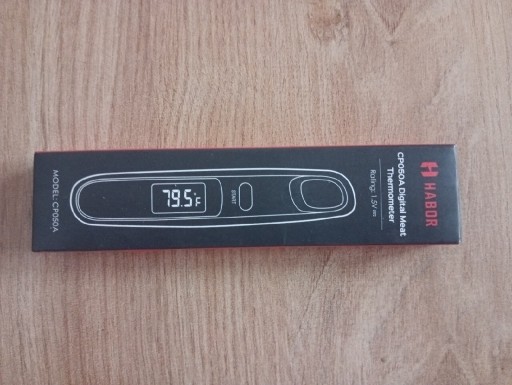 HABOR
CP050A Digital Meat
Thermometer
Rating: 1.5V
79.5°F
START
MODEL: CP050A